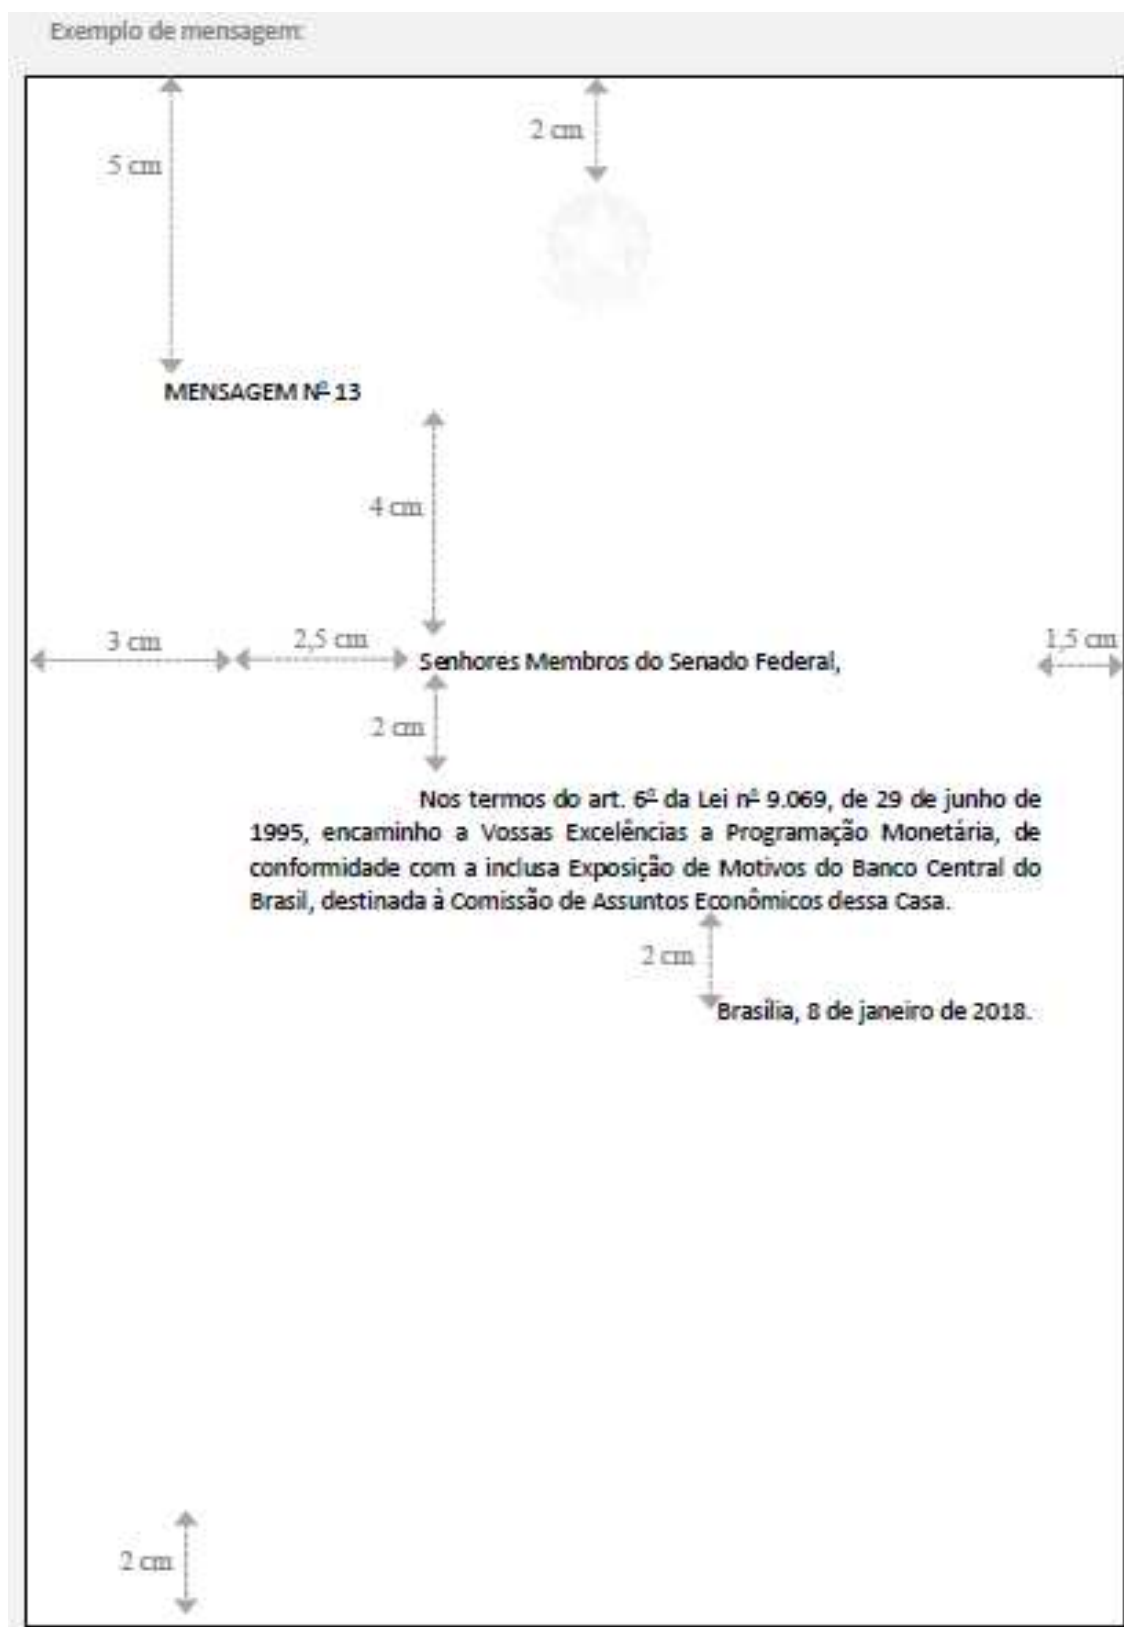 Exemplo de mensagem:
2 cm
5 cm
MENSAGEM Nº 13
4 cm
3 cm
2,5 cm
Senhores Membros do Senado Federal,
1,5 cm
2 cm
Nos termos do art. 6º da Lei nº 9.069, de 29 de junho de
1995, encaminho a Vossas Excelências a Programação Monetária, de
conformidade com a inclusa Exposição de Motivos do Banco Central do
Brasil, destinada à Comissão de Assuntos Econômicos dessa Casa.
2 cm
Brasília, 8 de janeiro de 2018.
2 cm